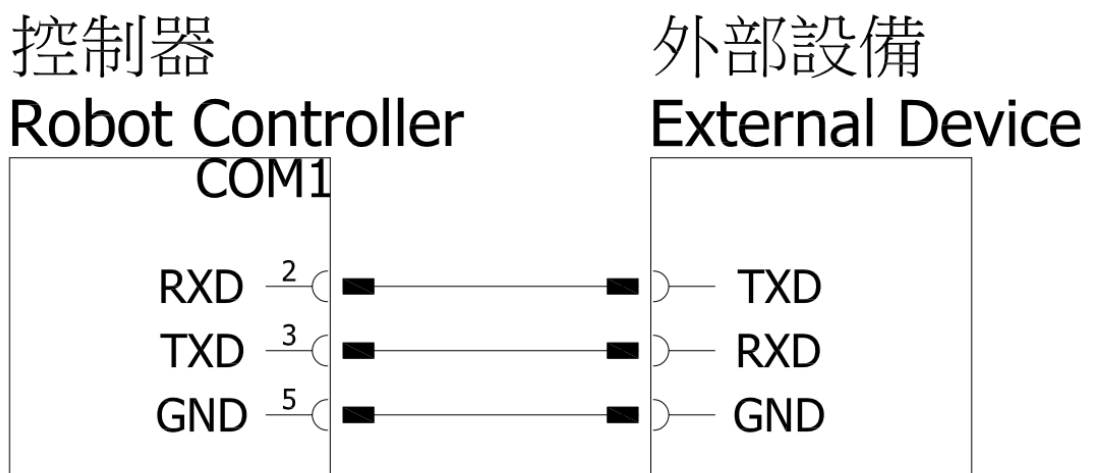 控制器 外部設備
Robot Controller External Device
COM1
RXD 2 TXD
TXD 3 RXD
GND 5 GND